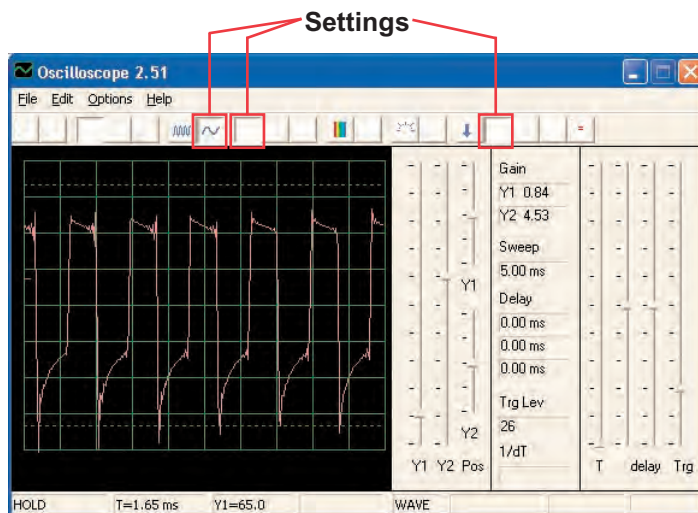 Settings
Oscilloscope 2.51
File Edit Options Help
Gain
Y1 0.84
Y2 4.53
Sweep
5.00 ms
Delay
0.00 ms
0.00 ms
0.00 ms
Trg Lev
26
1/dT
Y1
Y2
Y1 Y2 Pos
T delay Trg
HOLD T=1.65 ms Y1=65.0 WAVE